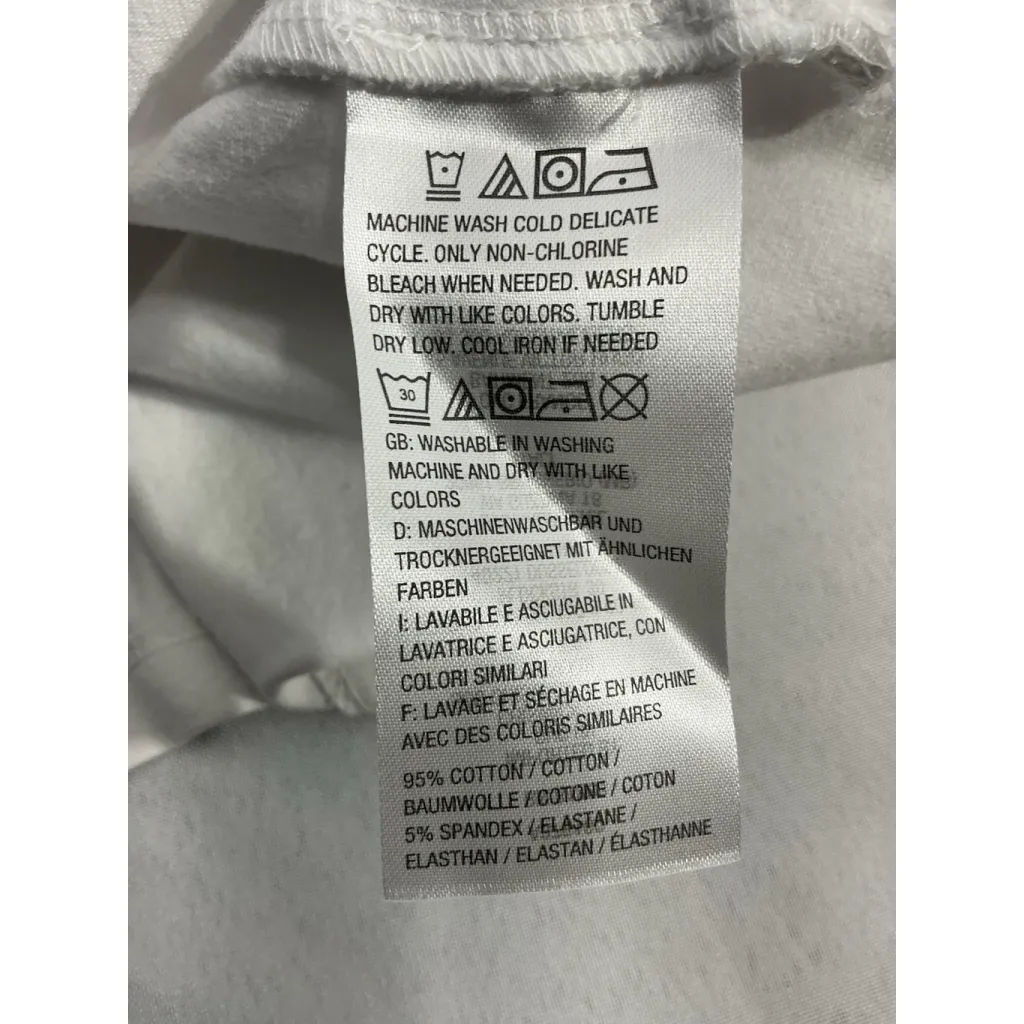 MACHINE WASH COLD DELICATE
CYCLE. ONLY NON-CHLORINE
BLEACH WHEN NEEDED. WASH AND
DRY WITH LIKE COLORS. TUMBLE
DRY LOW. COOL IRON IF NEEDED
30
GB: WASHABLE IN WASHING
MACHINE AND DRY WITH LIKE
COLORS
D: MASCHINENWASCHBAR UND
TROCKNERGEEIGNET MIT ÄHNLICHEN
FARBEN
I: LAVABILE E ASCIUGABILE IN
LAVATRICE E ASCIUGATRICE, CON
COLORI SIMILARI
F: LAVAGE ET SÉCHAGE EN MACHINE
AVEC DES COLORIS SIMILAIRES
95% COTTON / COTTON /
BAUMWOLLE / COTONE / COTON
5% SPANDEX / ELASTANE /
ELASTHAN / ELASTAN / ÉLASTHANNE